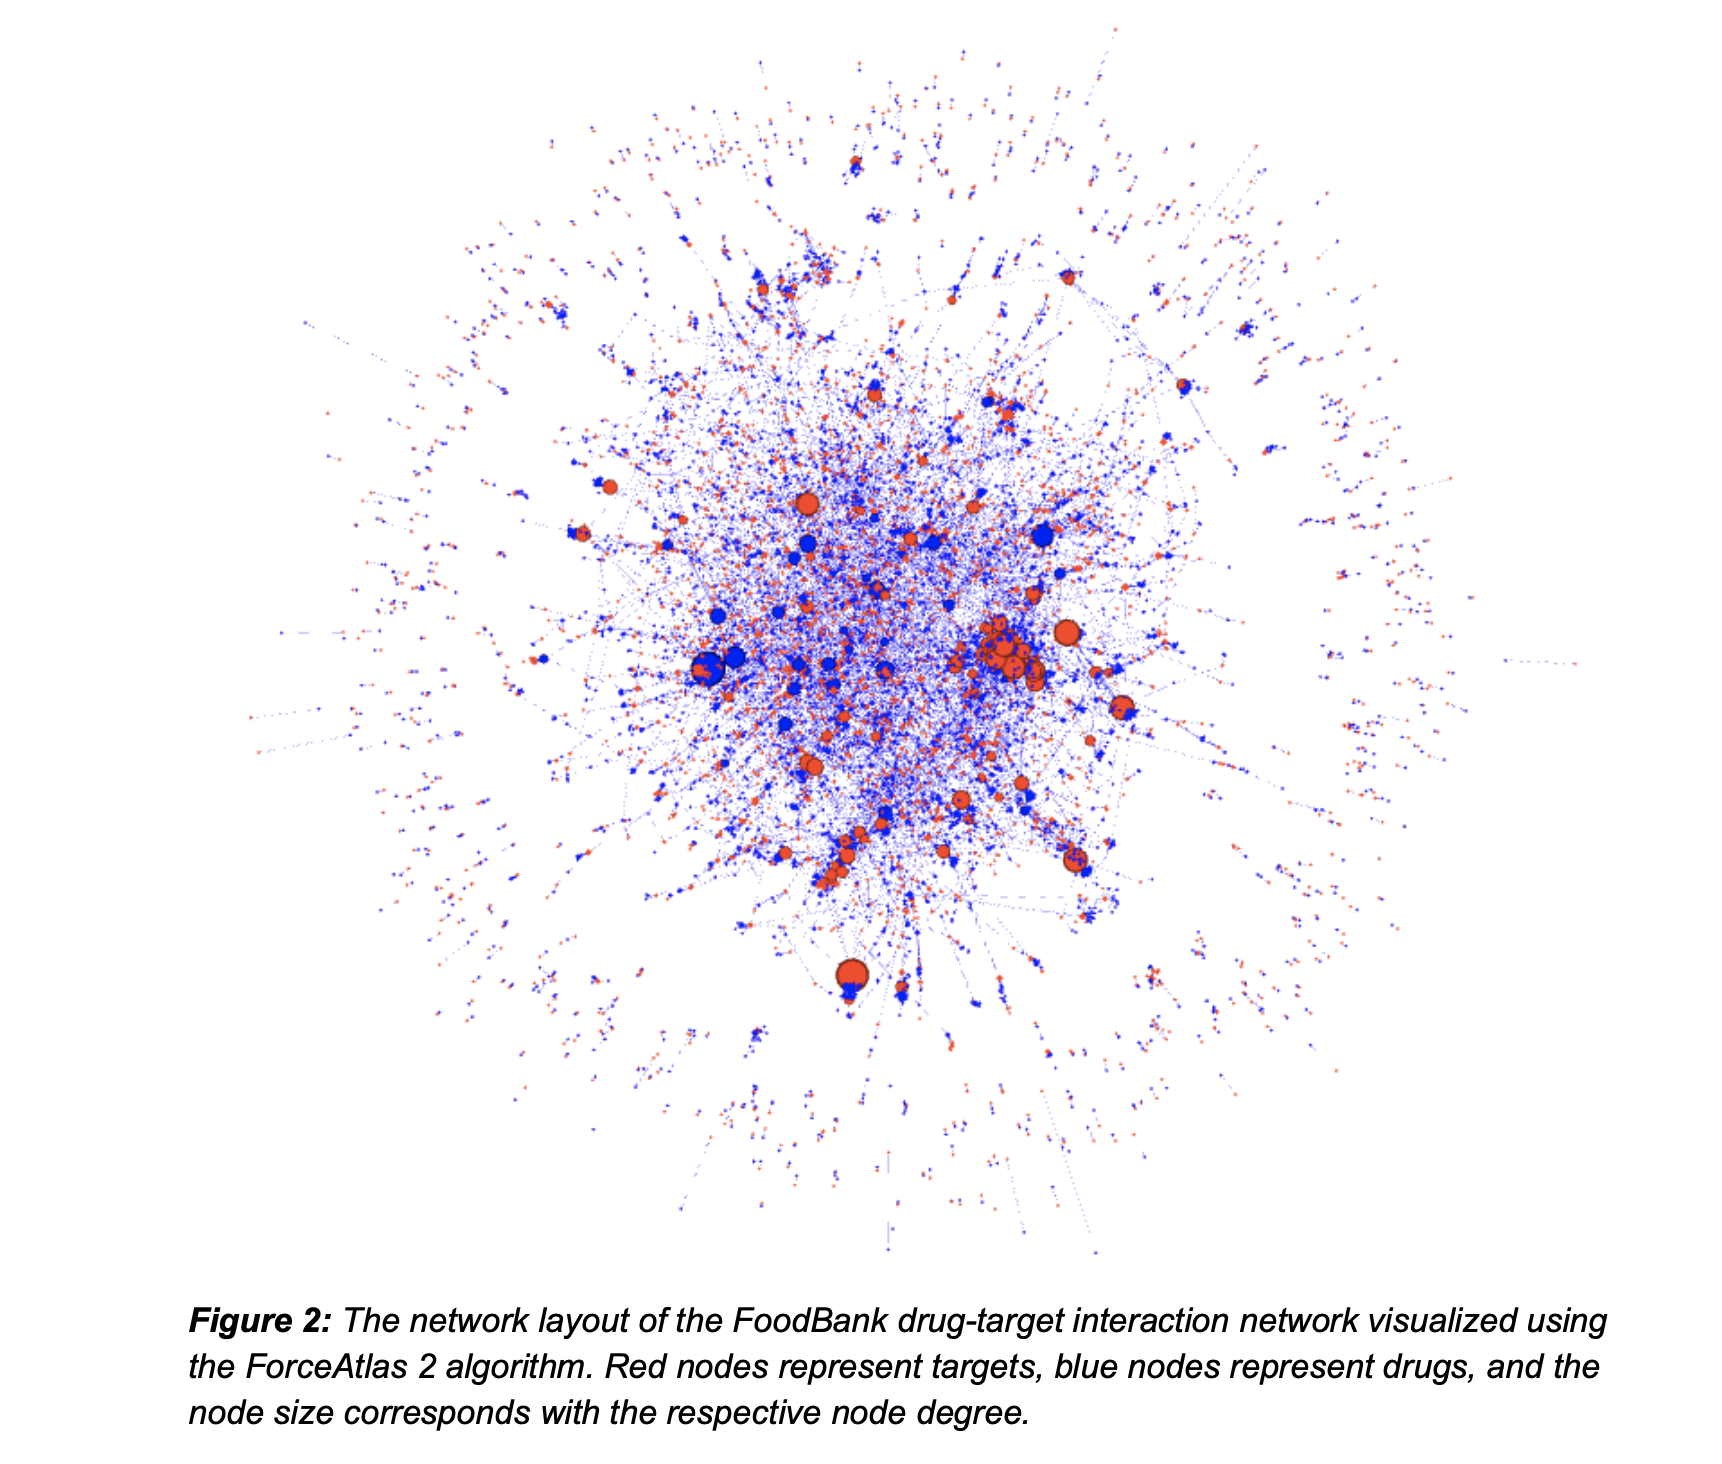 Figure 2: The network layout of the FoodBank drug-target interaction network visualized using
the ForceAtlas 2 algorithm. Red nodes represent targets, blue nodes represent drugs, and the
node size corresponds with the respective node degree.